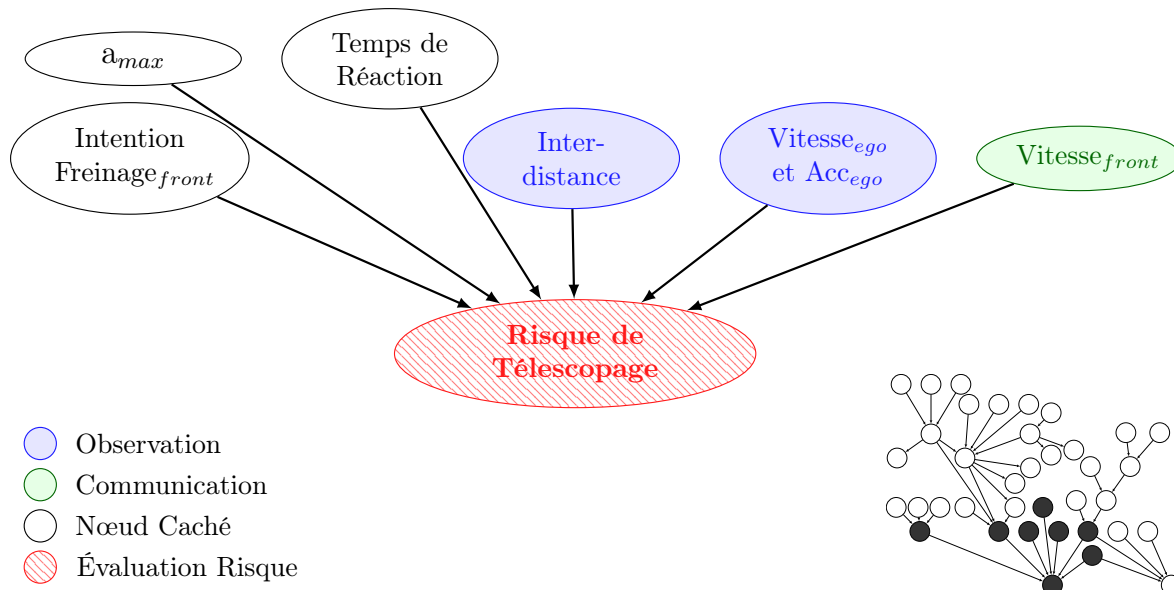 a_max
Temps de
Réaction
Intention
Freinage_front
Inter-
distance
Vitesse_ego
et Acc_ego
Vitesse_front
Risque de
Télescopage
Observation
Communication
Nœud Caché
Évaluation Risque